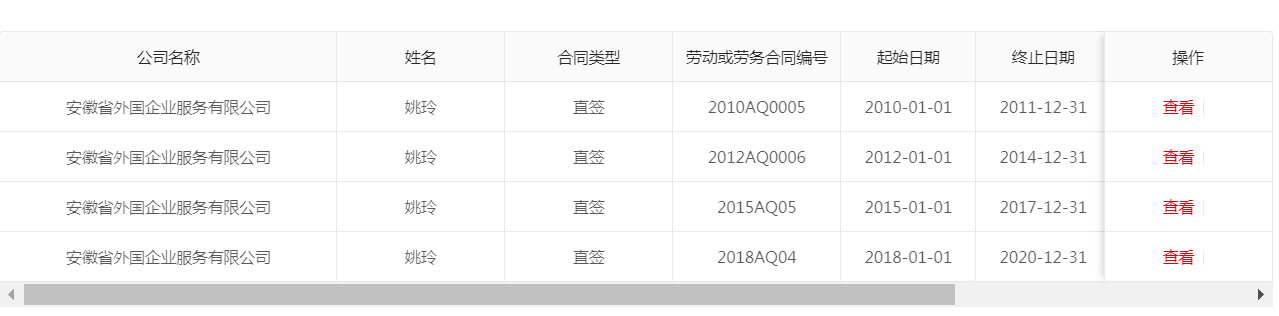 公司名称 姓名 合同类型 劳动或劳务合同编号 起始日期 终止日期 操作
安徽省外国企业服务有限公司 姚玲 直签 2010AQ0005 2010-01-01 2011-12-31 查看
安徽省外国企业服务有限公司 姚玲 直签 2012AQ0006 2012-01-01 2014-12-31 查看
安徽省外国企业服务有限公司 姚玲 直签 2015AQ05 2015-01-01 2017-12-31 查看
安徽省外国企业服务有限公司 姚玲 直签 2018AQ04 2018-01-01 2020-12-31 查看